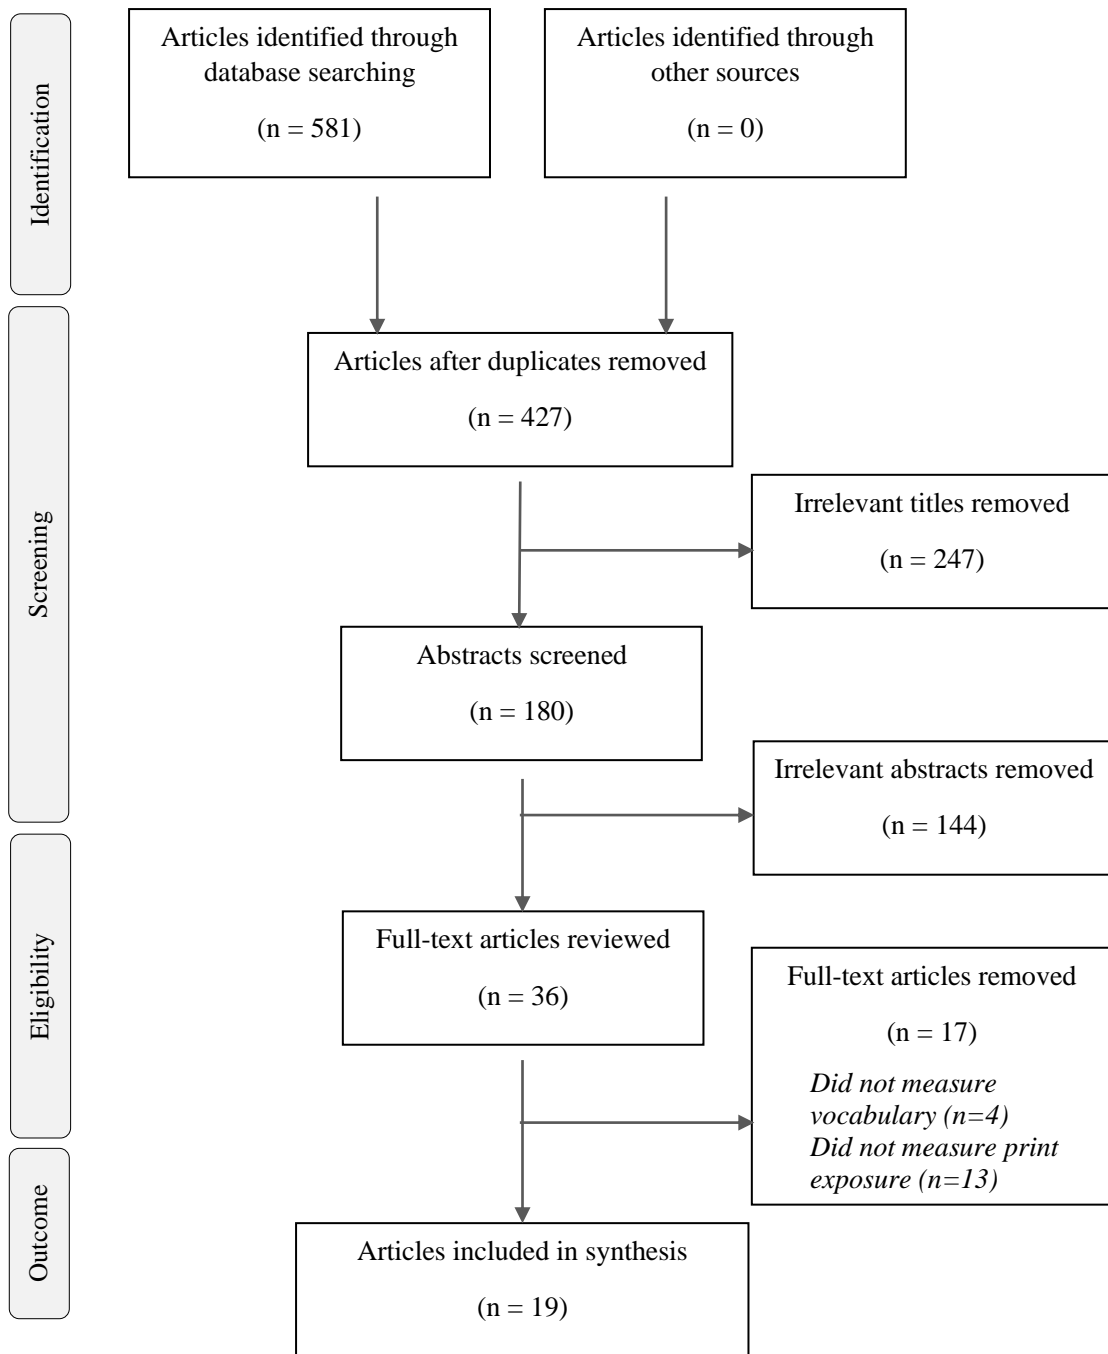 Identification
Articles identified through
database searching
(n = 581)
Articles identified through
other sources
(n = 0)
Screening
Articles after duplicates removed
(n = 427)
Irrelevant titles removed
(n = 247)
Abstracts screened
(n = 180)
Irrelevant abstracts removed
(n = 144)
Eligibility
Full-text articles reviewed
(n = 36)
Full-text articles removed
(n = 17)
Did not measure
vocabulary (n=4)
Did not measure print
exposure (n=13)
Outcome
Articles included in synthesis
(n = 19)